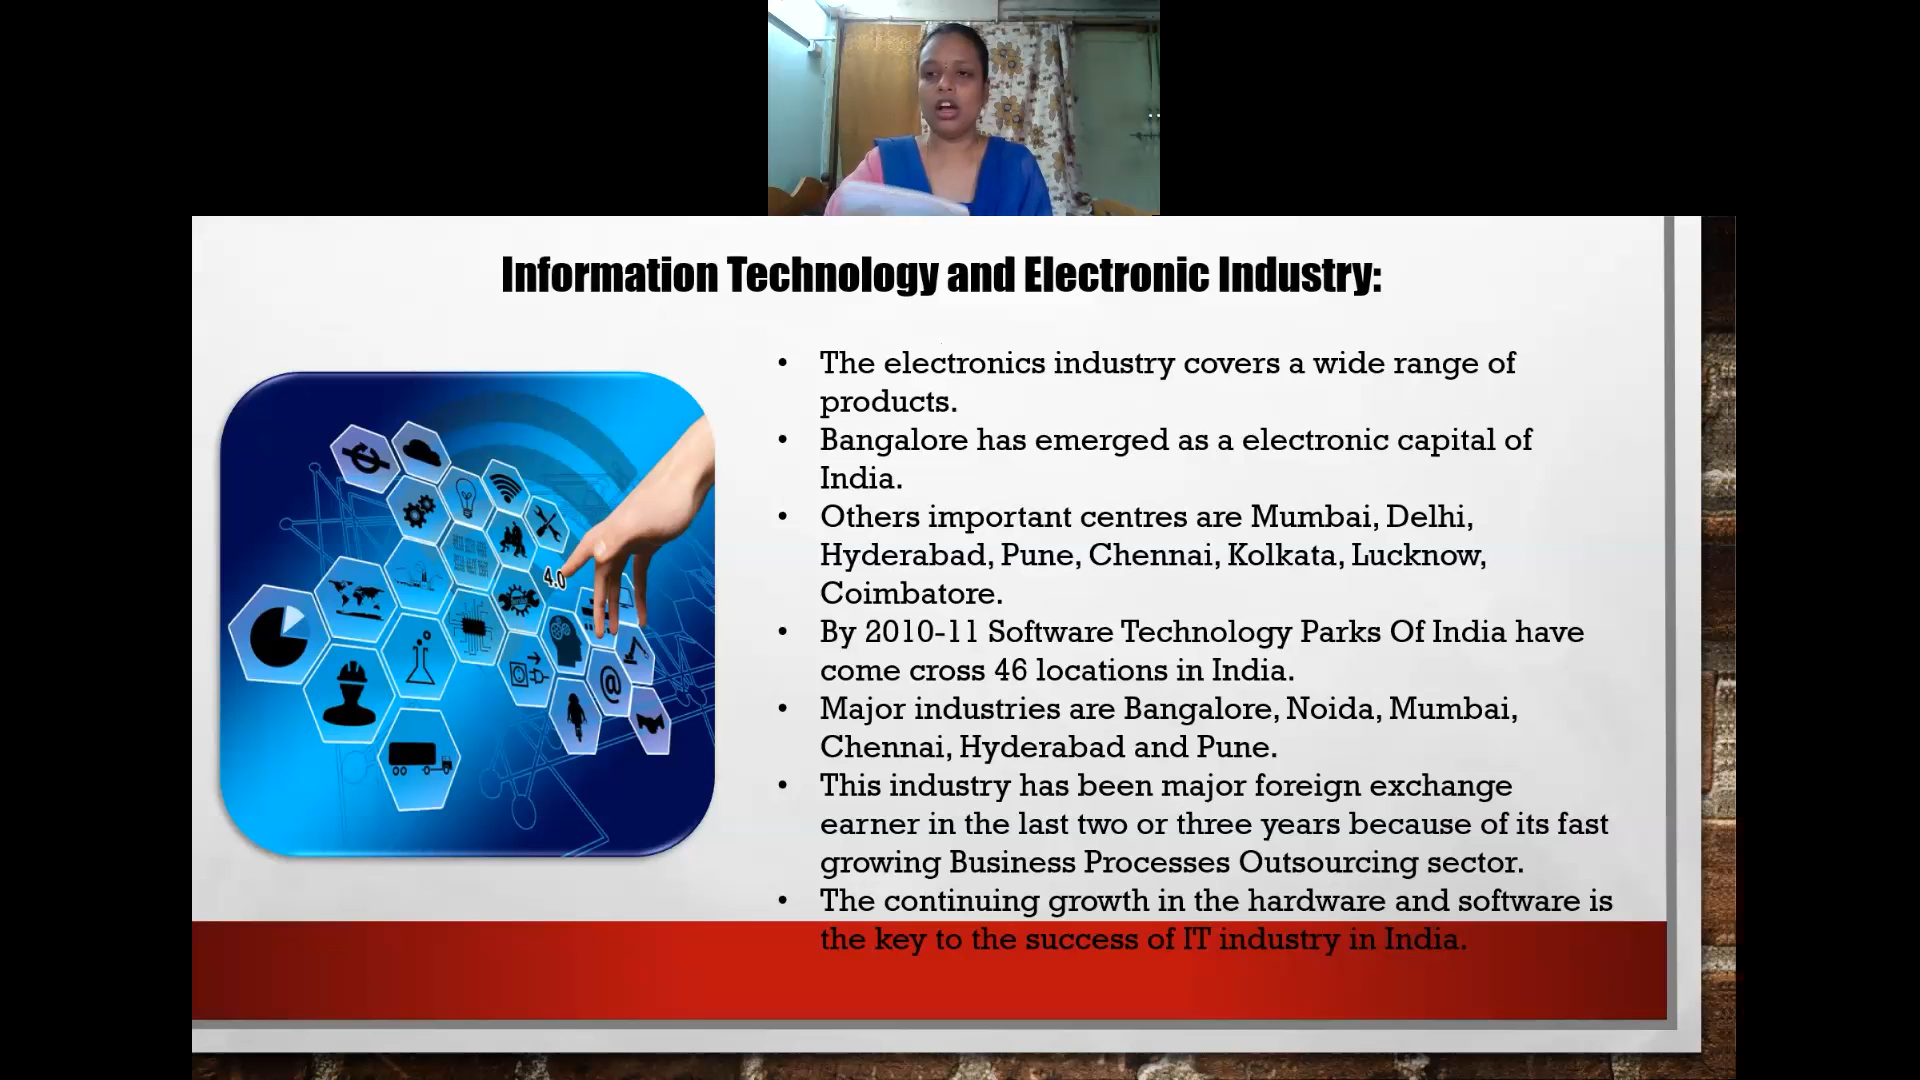 Information Technology and Electronic Industry:
• The electronics industry covers a wide range of
products.
• Bangalore has emerged as a electronic capital of
India.
• Others important centres are Mumbai, Delhi,
Hyderabad, Pune, Chennai, Kolkata, Lucknow,
Coimbatore.
• By 2010-11 Software Technology Parks Of India have
come cross 46 locations in India.
• Major industries are Bangalore, Noida, Mumbai,
Chennai, Hyderabad and Pune.
• This industry has been major foreign exchange
earner in the last two or three years because of its fast
growing Business Processes Outsourcing sector.
• The continuing growth in the hardware and software is
the key to the success of IT industry in India.
4.0
@